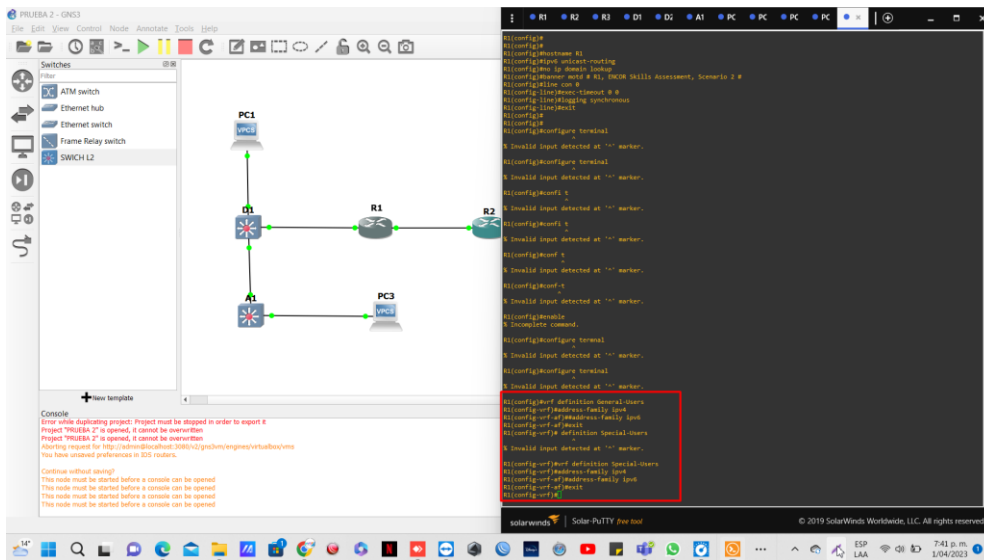 PRUEBA 2 - GNS3
File Edit View Control Node Annotate Tools Help
Switches
Filter
ATM switch
Ethernet hub
Ethernet switch
Frame Relay switch
SWICH L2
New template
PC1
VPCS
D1
R1
R2
A1
PC3
VPCS
Console
Error while duplicating project: Project must be stopped in order to export it
Project "PRUEBA 2" is opened, it cannot be overwritten
Project "PRUEBA 2" is opened, it cannot be overwritten
Aborting request for http://admin@localhost:3080/v2/gns3vm/engines/virtualbox/vms
You have unsaved preferences in IOS routers.
Continue without saving?
This node must be started before a console can be opened
This node must be started before a console can be opened
This node must be started before a console can be opened
This node must be started before a console can be opened
R1 R2 R3 D1 D2 A1 PC PC PC PC
R1(config)#
R1(config)#
R1(config)#hostname R1
R1(config)#ipv6 unicast-routing
R1(config)#no ip domain lookup
R1(config)#banner motd # R1, ENCOR Skills Assessment, Scenario 2 #
R1(config)#line con 0
R1(config-line)#exec-timeout 0 0
R1(config-line)#logging synchronous
R1(config-line)#exit
R1(config)#
R1(config)#
R1(config)#configure terminal
^
% Invalid input detected at '^' marker.
R1(config)#configure terminal
^
% Invalid input detected at '^' marker.
R1(config)#confi t
^
% Invalid input detected at '^' marker.
R1(config)#confi t
^
% Invalid input detected at '^' marker.
R1(config)#conf t
^
% Invalid input detected at '^' marker.
R1(config)#conf-t
^
% Invalid input detected at '^' marker.
R1(config)#enable
% Incomplete command.
R1(config)#configure termnal
^
% Invalid input detected at '^' marker.
R1(config)#configure terminal
^
% Invalid input detected at '^' marker.
R1(config)#vrf definition General-Users
R1(config-vrf)#address-family ipv4
R1(config-vrf-af)##address-family ipv6
R1(config-vrf-af)#exit
R1(config-vrf)# definition Special-Users
^
% Invalid input detected at '^' marker.
R1(config-vrf)#vrf definition Special-Users
R1(config-vrf)#address-family ipv4
R1(config-vrf-af)#address-family ipv6
R1(config-vrf-af)#exit
R1(config-vrf)#
solarwinds Solar-PuTTY free tool © 2019 SolarWinds Worldwide, LLC. All rights reserved
ESP
LAA
7:41 p. m.
1/04/2023